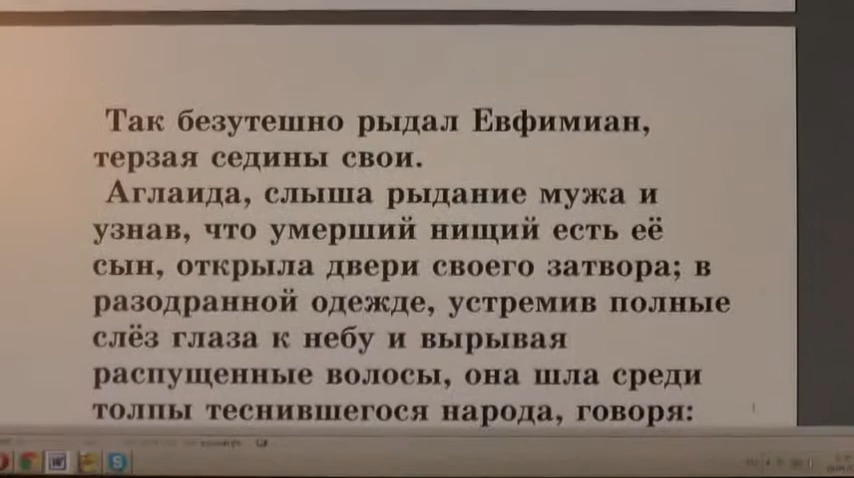 Так безутешно рыдал Евфимиан,
терзая седины свои.
Аглаида, слыша рыдание мужа и
узнав, что умерший нищий есть её
сын, открыла двери своего затвора; в
разодранной одежде, устремив полные
слёз глаза к небу и вырывая
распущенные волосы, она шла среди
толпы теснившегося народа, говоря: